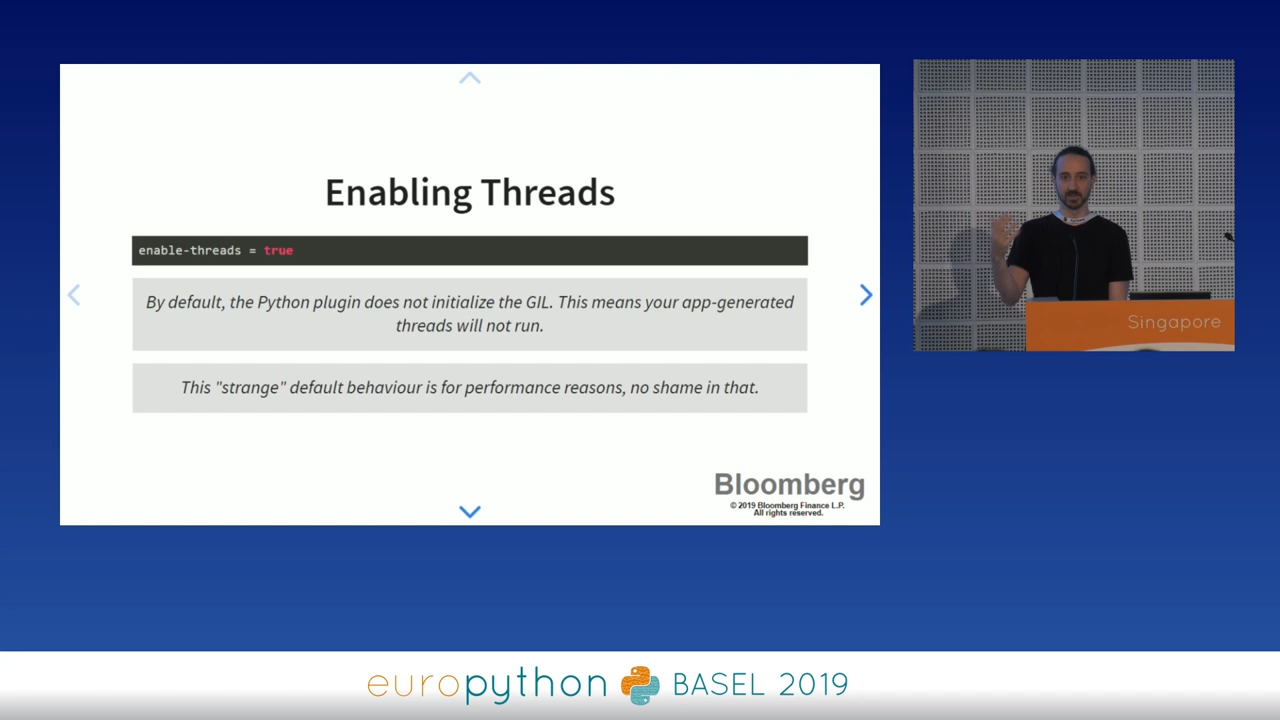 Enabling Threads
enable-threads = true
By default, the Python plugin does not initialize the GIL. This means your app-generated
threads will not run.
This "strange" default behaviour is for performance reasons, no shame in that.
Bloomberg
© 2019 Bloomberg Finance L.P.
All rights reserved.
Singapore
europython BASEL 2019